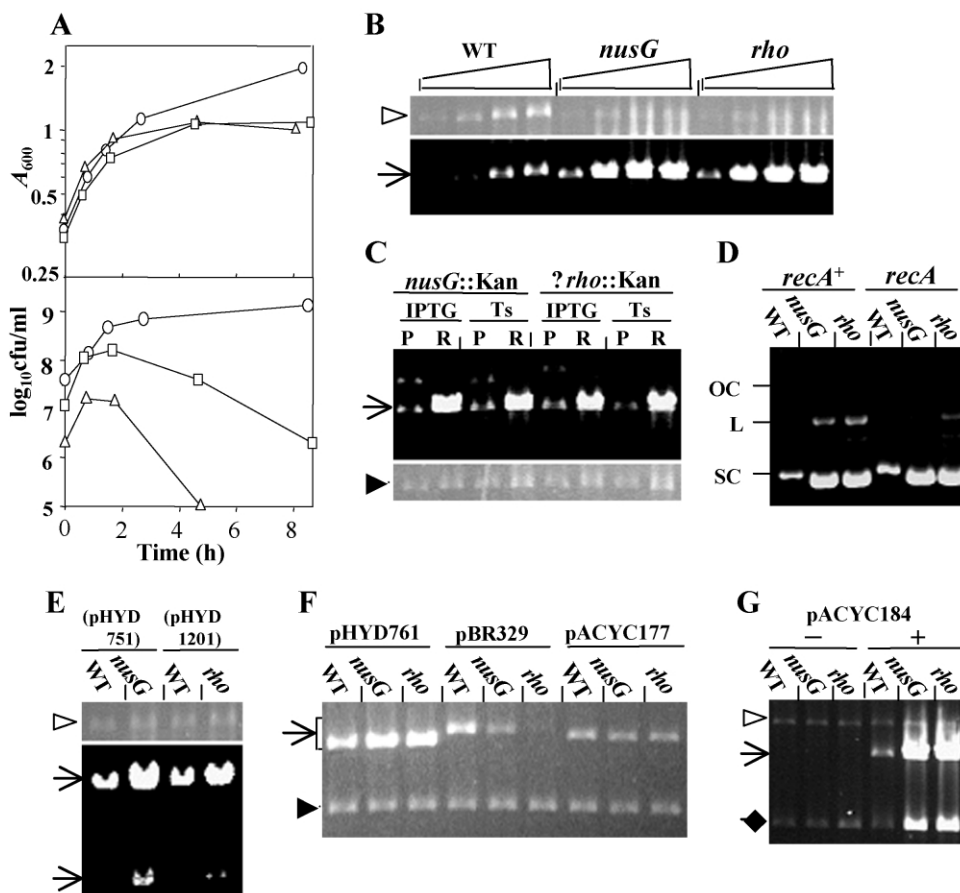 A
2
1
0.5
0.25
A600
9
8
7
6
5
log10cfu/ml
0 2 4 6 8
Time (h)
B
WT nusG rho
C
nusG::Kan ?rho::Kan
IPTG Ts IPTG Ts
P R P R P R P R
D
recA+ recA
WT nusG rho WT nusG rho
OC
L
SC
E
(pHYD (pHYD
751) 1201)
WT nusG WT rho
F
pHYD761 pBR329 pACYC177
WT nusG rho WT nusG rho WT nusG rho
G
pACYC184
− +
WT nusG rho WT nusG rho